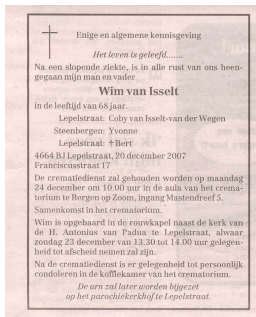 Enige en algemene kennisgeving
Het leven is geleefd.......
Na een slopende ziekte, is in alle rust van ons heen-
gegaan mijn man en vader
Wim van Isselt
in de leeftijd van 68 jaar.
Lepelstraat: Coby van Isselt-van der Wegen
Steenbergen: Yvonne
Lepelstraat: ✝Bert
4664 BJ Lepelstraat, 20 december 2007
Franciscusstraat 17
De crematiedienst zal gehouden worden op maandag
24 december om 10.00 uur in de aula van het crema-
torium te Bergen op Zoom, ingang Mastendreef 5.
Samenkomst in het crematorium.
Wim is opgebaard in de rouwkapel naast de kerk van
de H. Antonius van Padua te Lepelstraat, alwaar
zondag 23 december van 13.30 tot 14.00 uur gelegen-
heid tot afscheid nemen zal zijn.
Na de crematiedienst is er gelegenheid tot persoonlijk
condoleren in de koffiekamer van het crematorium.
De urn zal later worden bijgezet
op het parochiekerkhof te Lepelstraat.